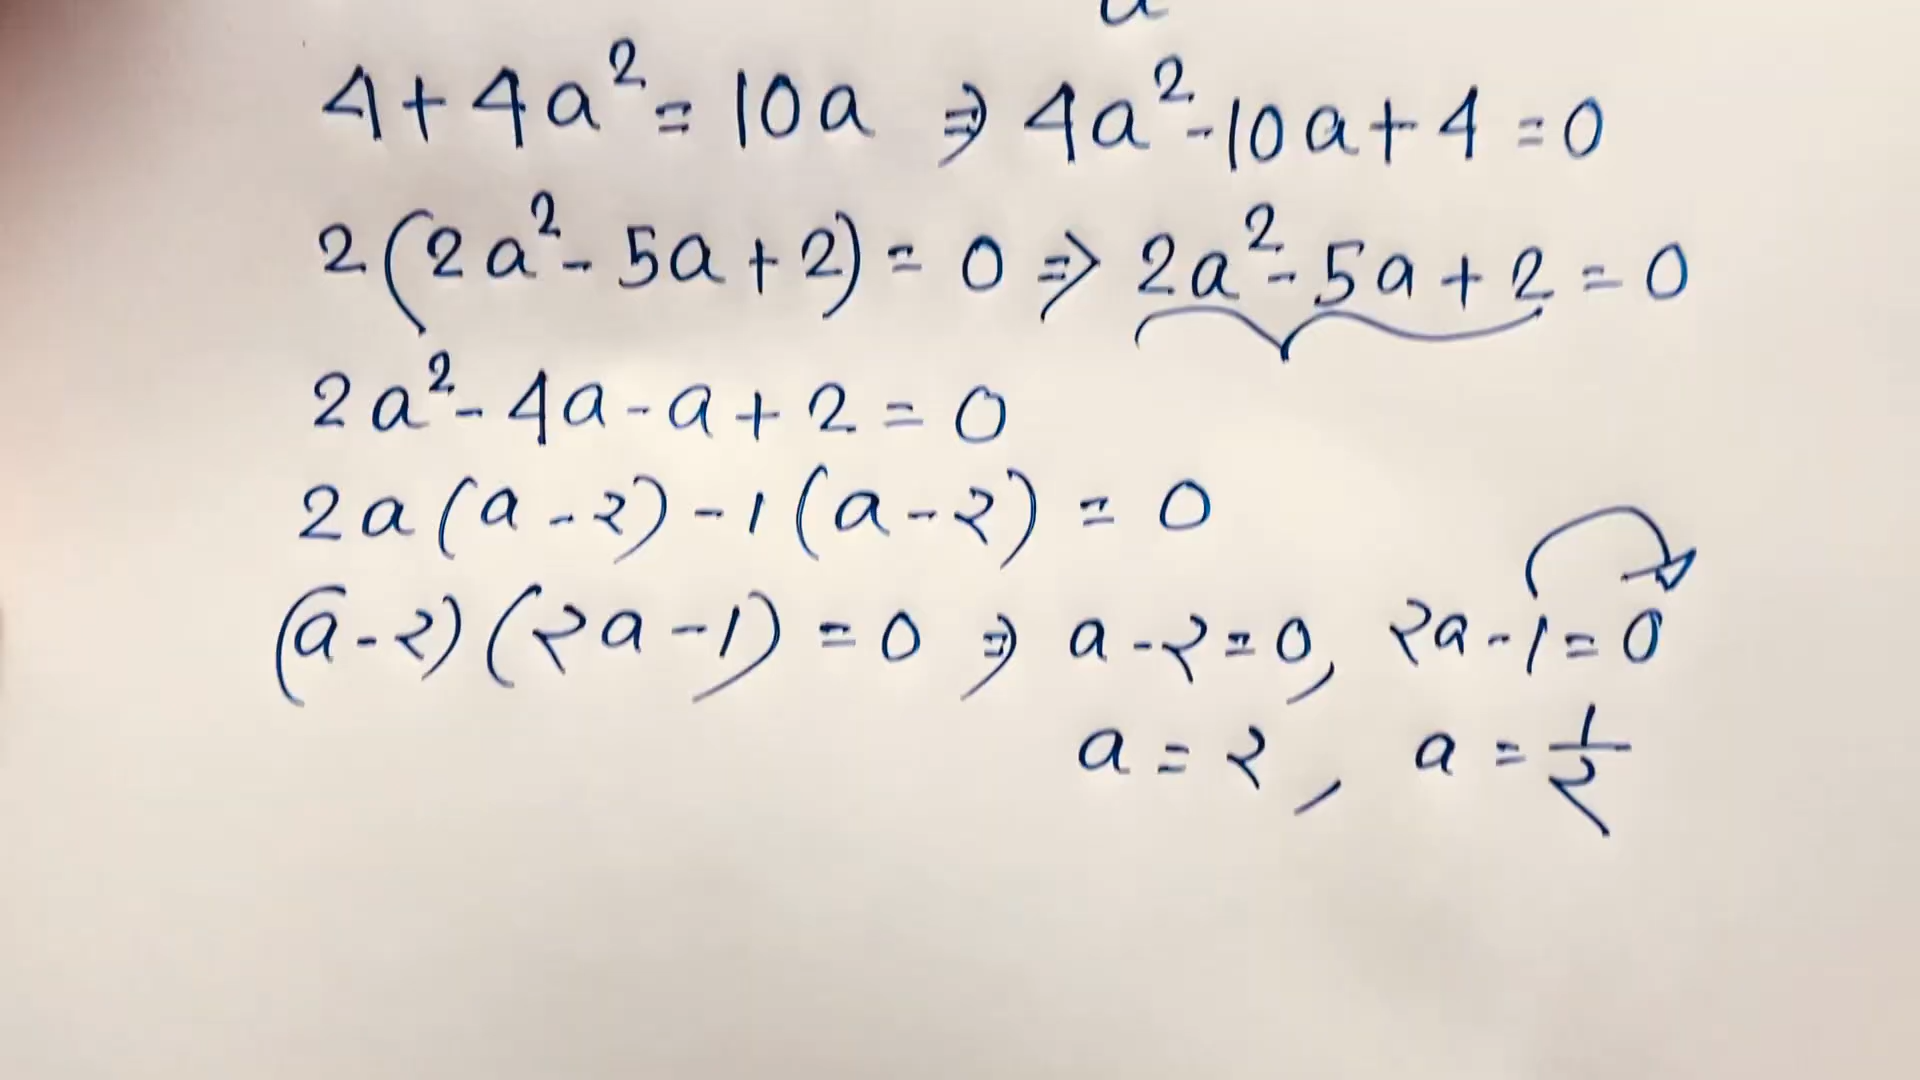 4 + 4a² = 10a ⇒ 4a² - 10a + 4 = 0
2(2a² - 5a + 2) = 0 ⇒ 2a² - 5a + 2 = 0
2a² - 4a - a + 2 = 0
2a(a - 2) - 1(a - 2) = 0
(a - 2)(2a - 1) = 0 ⇒ a - 2 = 0, 2a - 1 = 0
a = 2, a = 1/2